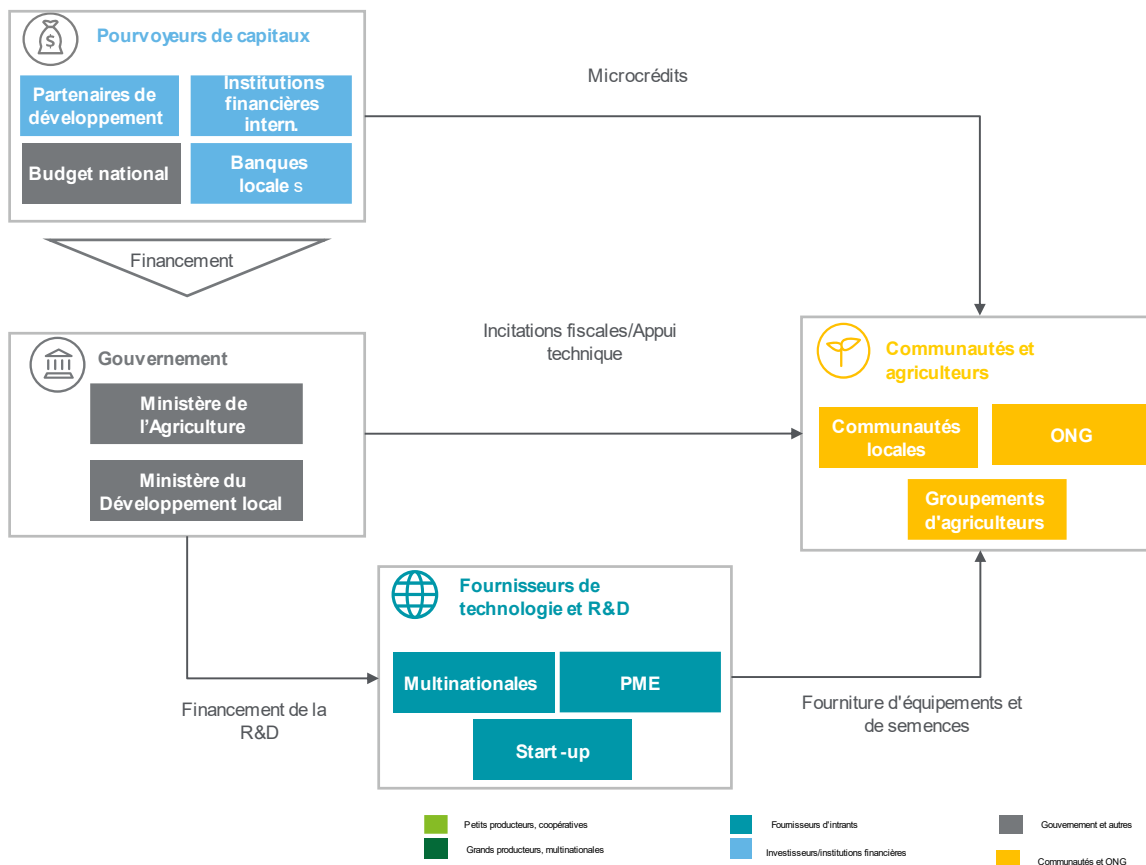 Pourvoyeurs de capitaux
Partenaires de
développement
Institutions
financières
intern.
Budget national
Banques
locale s
Microcrédits
Financement
Incitations fiscales/Appui
technique
Gouvernement
Ministère de
l'Agriculture
Ministère du
Développement local
Communautés et
agriculteurs
Communautés
locales
ONG
Groupements
d'agriculteurs
Fournisseurs de
technologie et R&D
Multinationales
PME
Start -up
Financement de la
R&D
Fourniture d'équipements et
de semences
Petits producteurs, coopératives
Fournisseurs d'intrants
Gouvernement et autres
Grands producteurs, multinationales
Investisseurs/institutions financières
Communautés et ONG